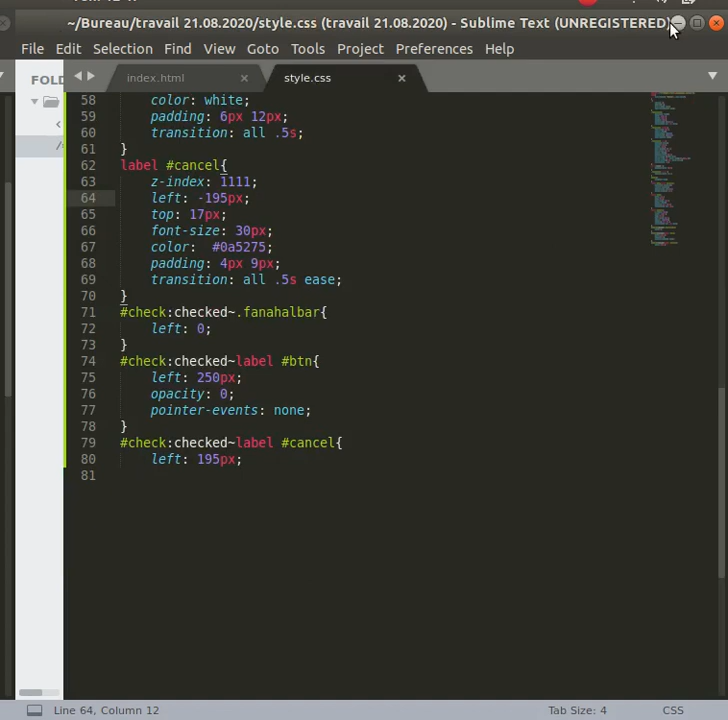 ~/Bureau/travail 21.08.2020/style.css (travail 21.08.2020) - Sublime Text (UNREGISTERED)
File Edit Selection Find View Goto Tools Project Preferences Help
FOLD
index.html
style.css
58 color: white;
59 padding: 6px 12px;
60 transition: all .5s;
61 }
62 label #cancel{
63 z-index: 1111;
64 left: -195px;
65 top: 17px;
66 font-size: 30px;
67 color:  #0a5275;
68 padding: 4px 9px;
69 transition: all .5s ease;
70 }
71 #check:checked~.fanahalbar{
72 left: 0;
73 }
74 #check:checked~label #btn{
75 left: 250px;
76 opacity: 0;
77 pointer-events: none;
78 }
79 #check:checked~label #cancel{
80 left: 195px;
81
Line 64, Column 12
Tab Size: 4
CSS